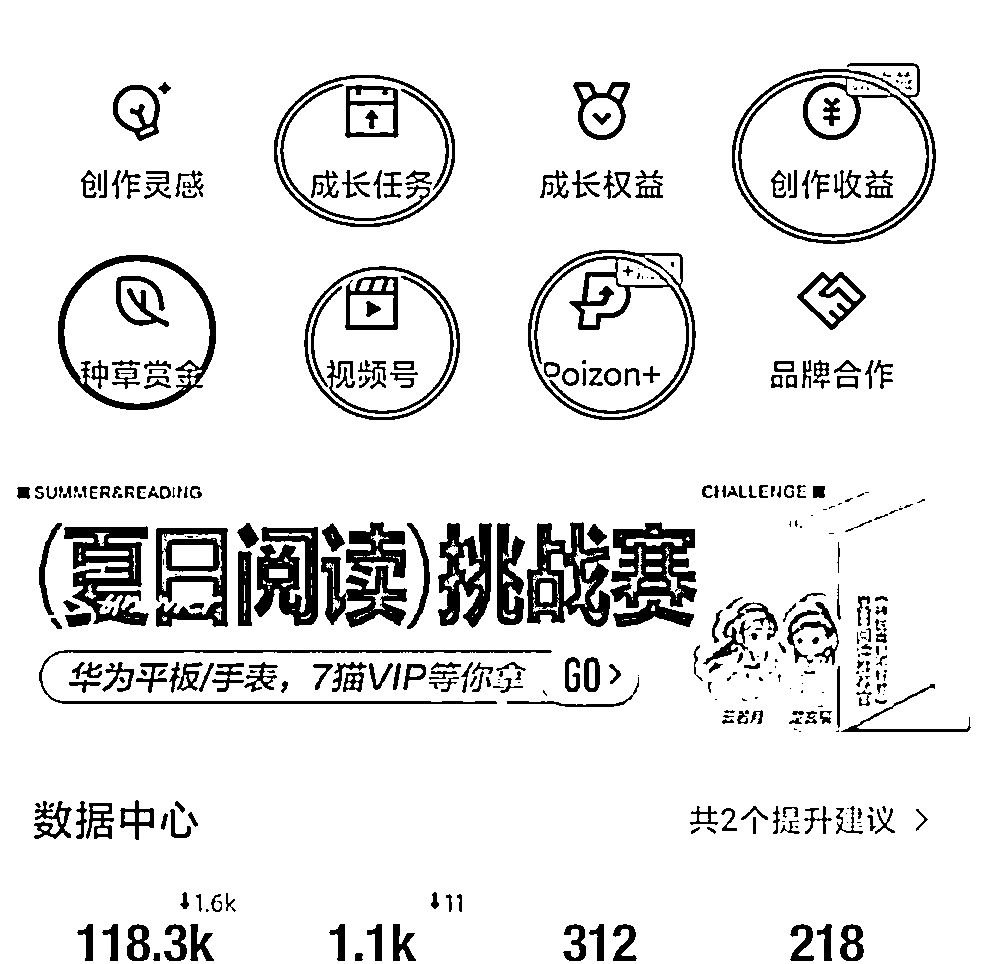 创作灵感 成长任务 成长权益 创作收益
种草赏金 视频号 Poizon+ 品牌合作
SUMMER&READING CHALLENGE
(夏日阅读)挑战赛
华为平板/手表，7猫VIP等你拿 GO>
数据中心 共2个提升建议 >
⬇1.6k ⬇11
118.3k 1.1k 312 218